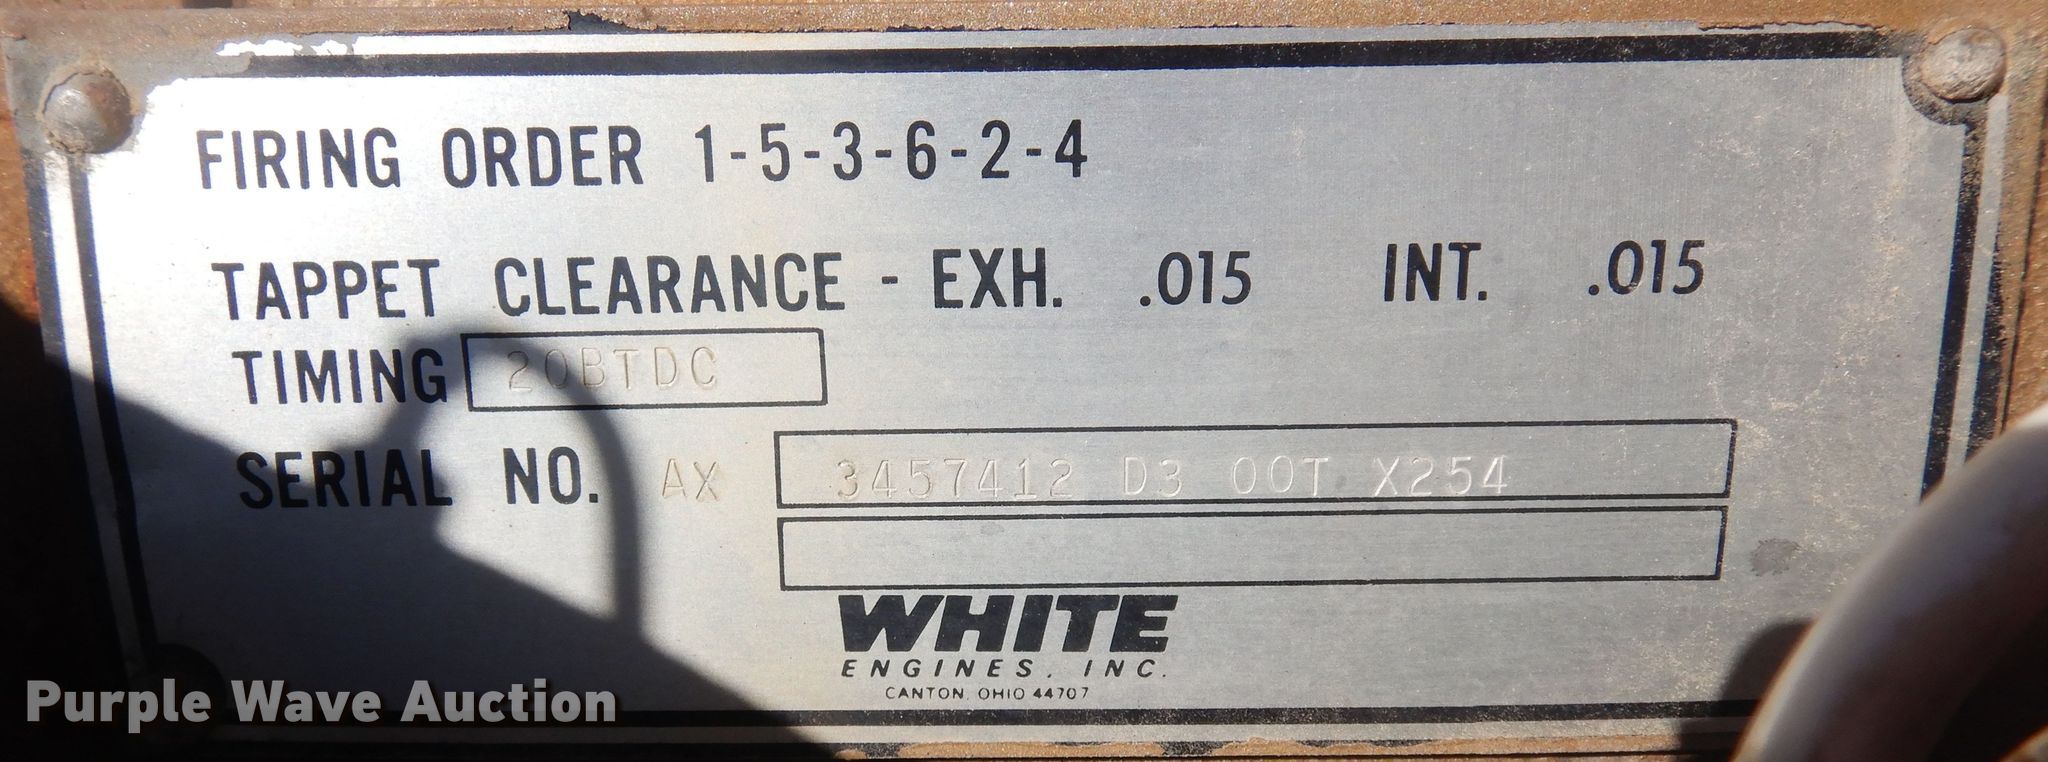 FIRING ORDER 1-5-3-6-2-4
TAPPET CLEARANCE - EXH. .015 INT. .015
TIMING 20BTDC
SERIAL NO. AX 3457412 D3 00T X254
WHITE
ENGINES, INC.
CANTON, OHIO 44707
Purple Wave Auction